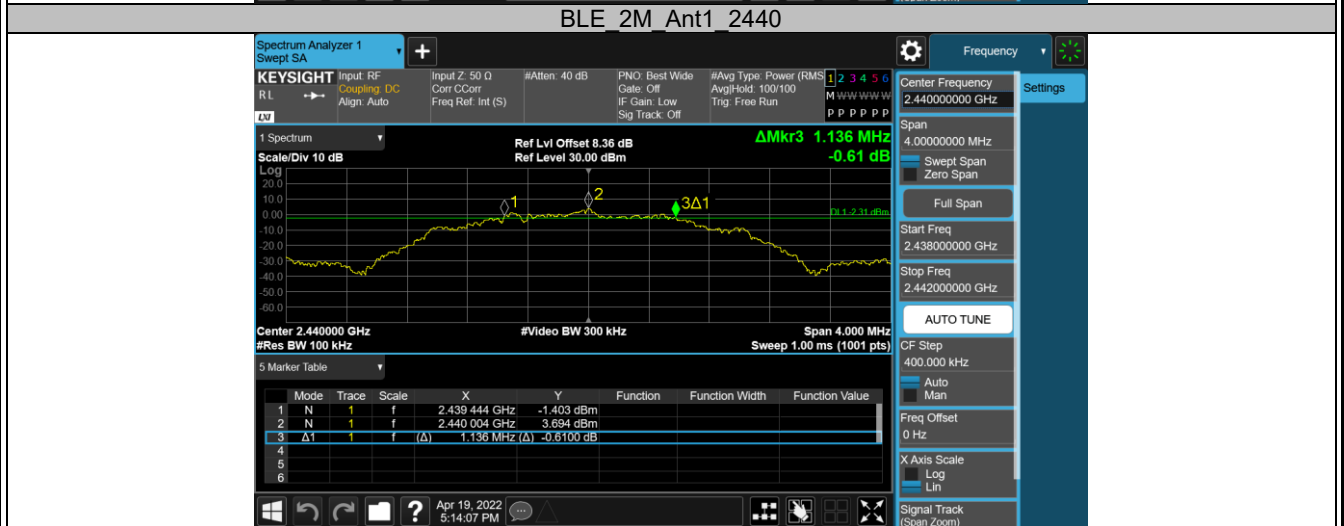 BLE_2M_Ant1_2440
Spectrum Analyzer 1
Swept SA
+
Frequency
KEYSIGHT
RL
LXI
Input: RF
Coupling: DC
Align: Auto
Input Z: 50 Ω
Corr CCorr
Freq Ref: Int (S)
#Atten: 40 dB
PNO: Best Wide
Gate: Off
IF Gain: Low
Sig Track: Off
#Avg Type: Power (RMS
Avg|Hold: 100/100
Trig: Free Run
1 2 3 4 5 6
M W W W W W
P P P P P P
Center Frequency
2.440000000 GHz
Settings
1 Spectrum
Scale/Div 10 dB
Ref Lvl Offset 8.36 dB
Ref Level 30.00 dBm
ΔMkr3 1.136 MHz
-0.61 dB
Span
4.00000000 MHz
Swept Span
Zero Span
Full Span
Start Freq
2.438000000 GHz
Stop Freq
2.442000000 GHz
AUTO TUNE
CF Step
400.000 kHz
Auto
Man
Freq Offset
0 Hz
X Axis Scale
Log
Lin
Signal Track
(Span Zoom)
Log
20.0
10.0
0.00
-10.0
-20.0
-30.0
-40.0
-50.0
-60.0
1
2
3Δ1
DL1 -2.31 dBm
Center 2.440000 GHz
#Video BW 300 kHz
Span 4.000 MHz
#Res BW 100 kHz
Sweep 1.00 ms (1001 pts)
5 Marker Table
Mode Trace Scale X Y Function Function Width Function Value
1 N 1 f 2.439 444 GHz -1.403 dBm
2 N 1 f 2.440 004 GHz 3.694 dBm
3 Δ1 1 f (Δ) 1.136 MHz (Δ) -0.6100 dB
4
5
6
?
Apr 19, 2022
5:14:07 PM